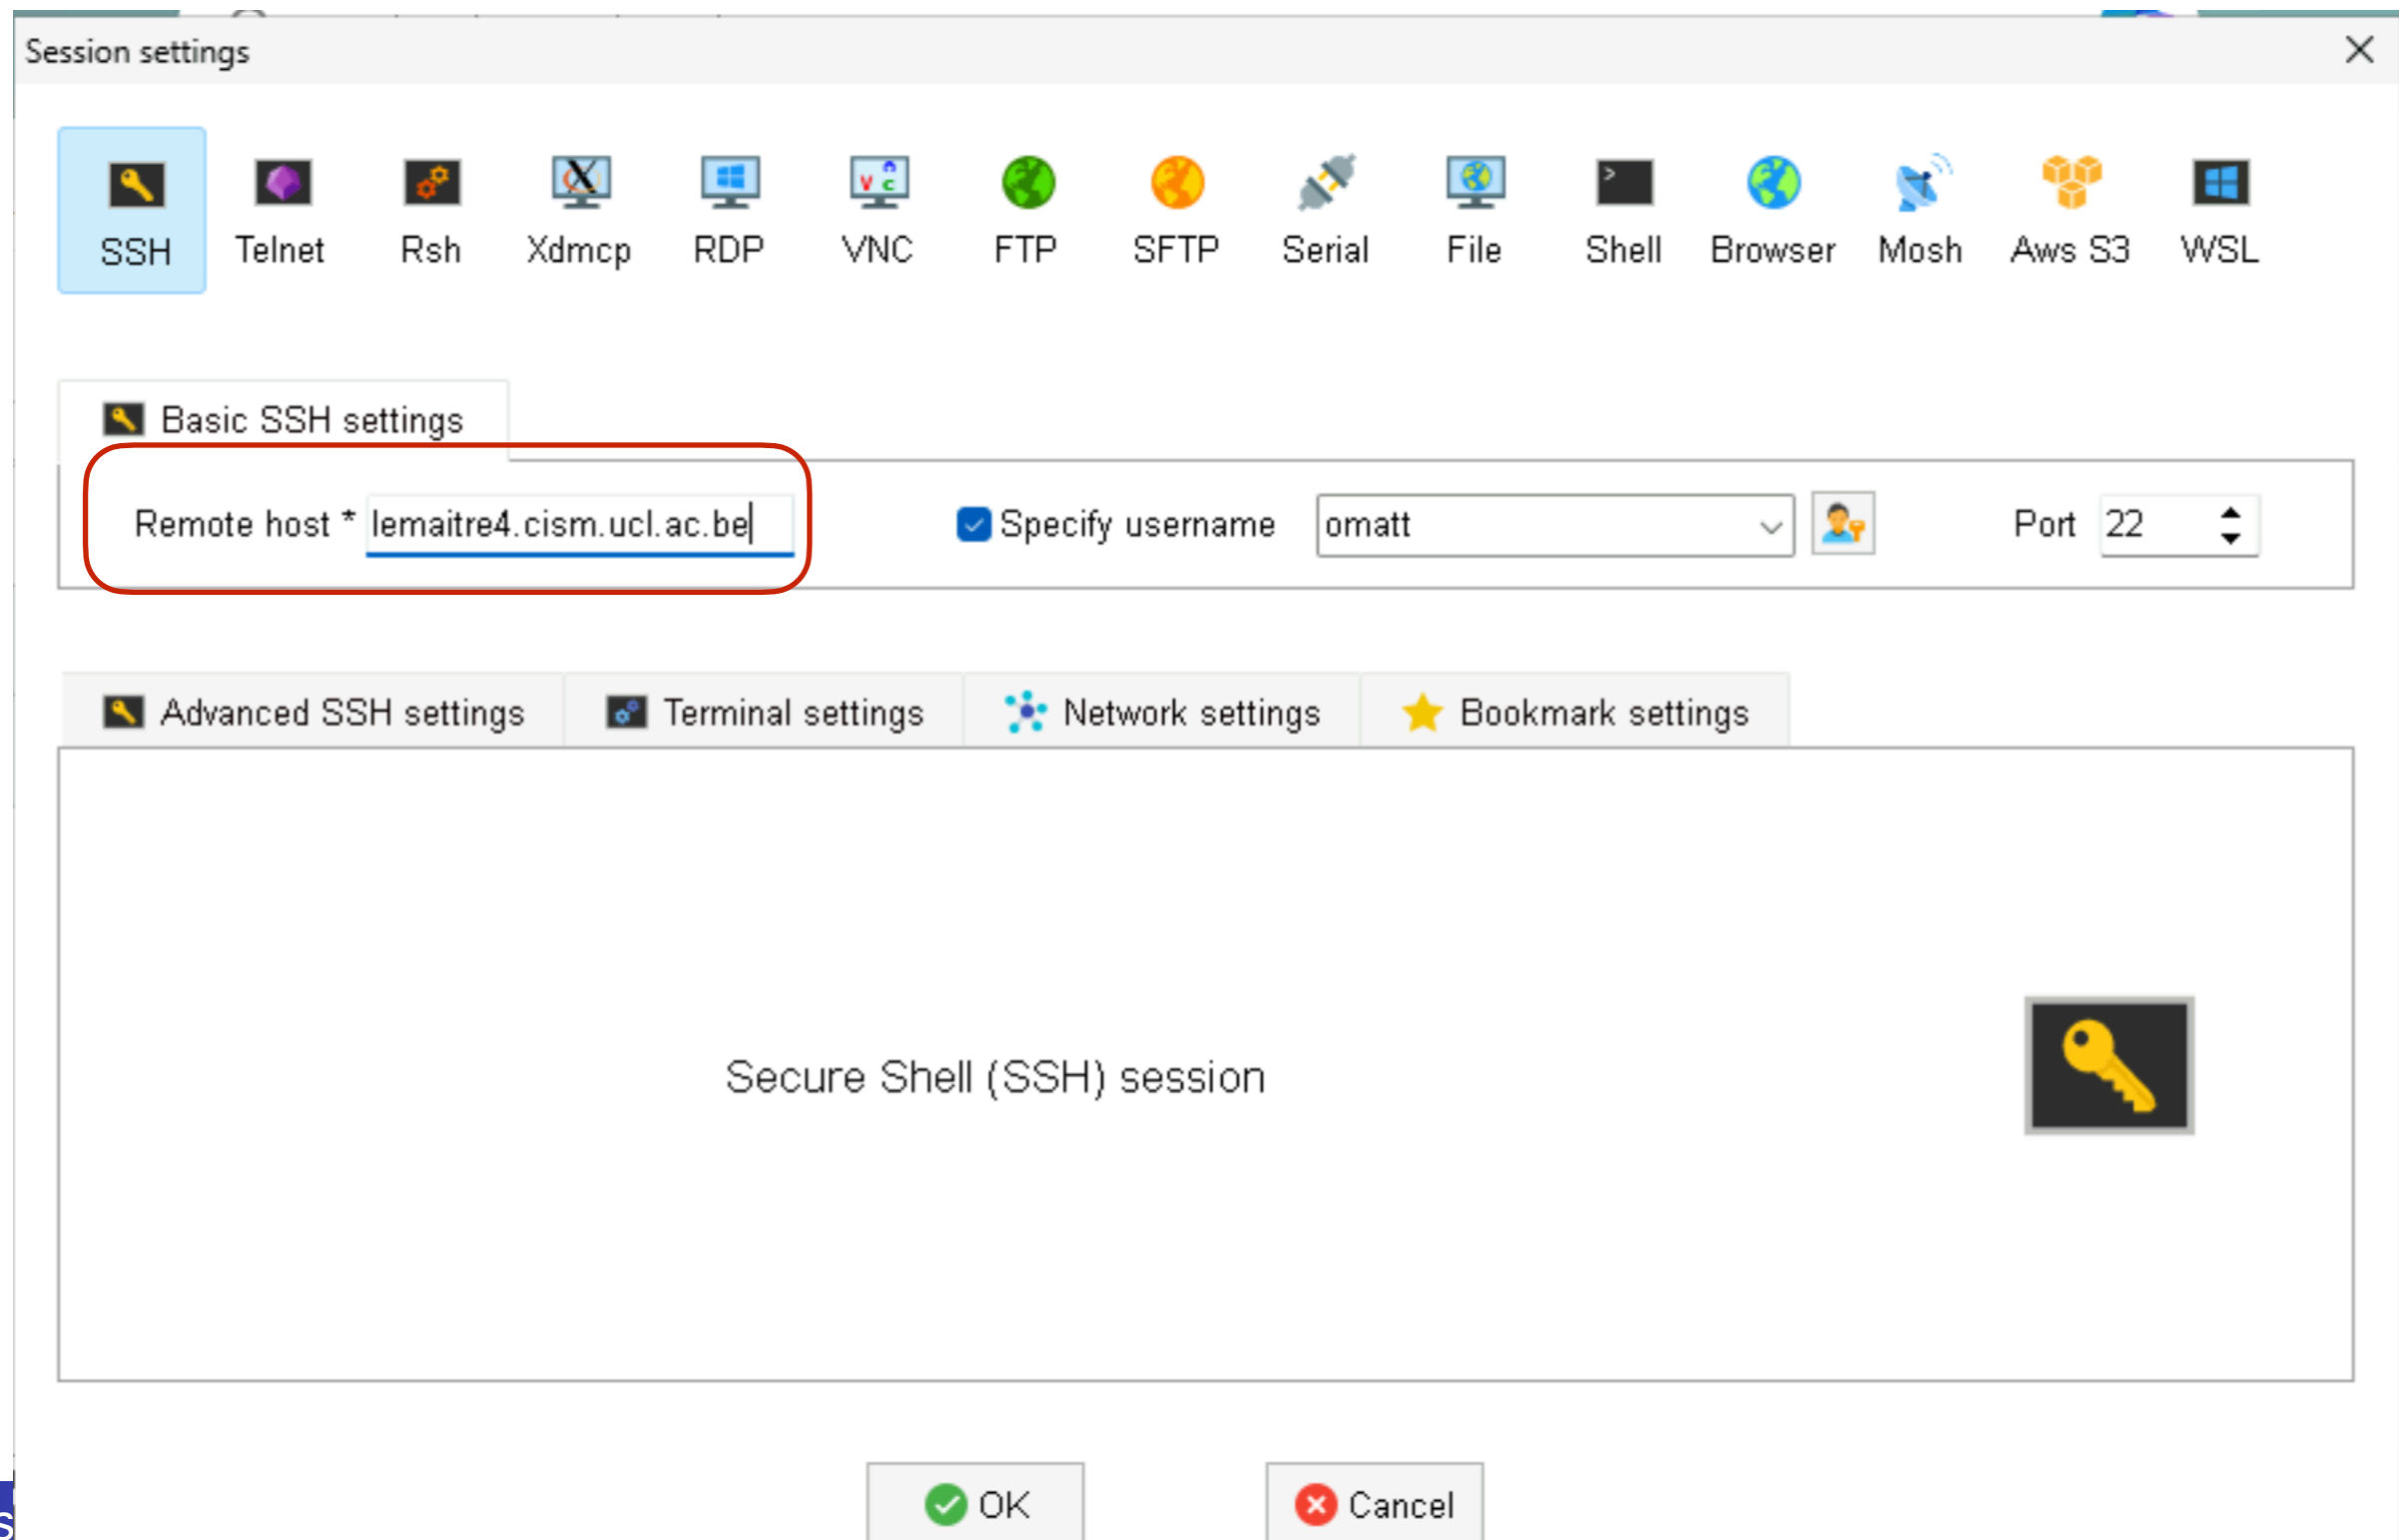 Session settings
SSH Telnet Rsh Xdmcp RDP VNC FTP SFTP Serial File Shell Browser Mosh Aws S3 WSL
Basic SSH settings
Remote host * lemaitre4.cism.ucl.ac.be Specify username omatt Port 22
Advanced SSH settings Terminal settings Network settings Bookmark settings
Secure Shell (SSH) session
OK Cancel